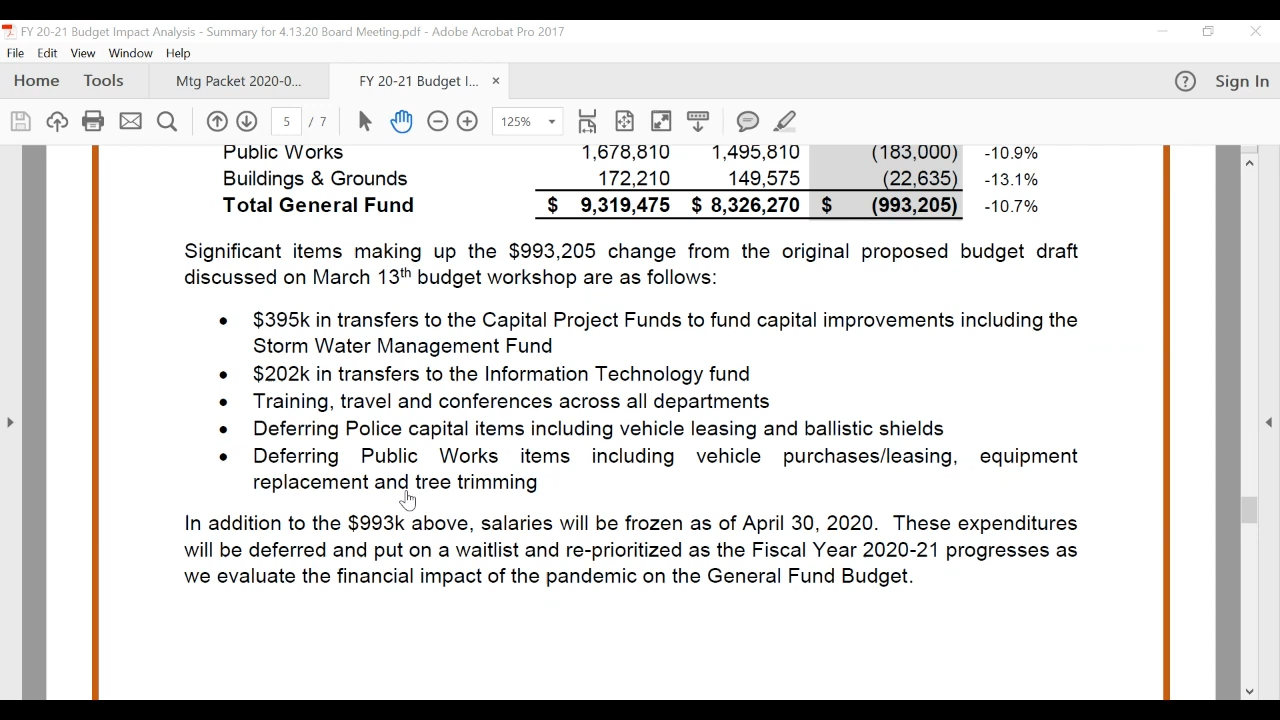 FY 20-21 Budget Impact Analysis - Summary for 4.13.20 Board Meeting.pdf - Adobe Acrobat Pro 2017
File Edit View Window Help
Home Tools Mtg Packet 2020-0... FY 20-21 Budget I... × ? Sign In
5 / 7 125%
Public Works 1,678,810 1,495,810 (183,000) -10.9%
Buildings & Grounds 172,210 149,575 (22,635) -13.1%
Total General Fund $ 9,319,475 $ 8,326,270 $ (993,205) -10.7%
Significant items making up the $993,205 change from the original proposed budget draft
discussed on March 13th budget workshop are as follows:
• $395k in transfers to the Capital Project Funds to fund capital improvements including the
Storm Water Management Fund
• $202k in transfers to the Information Technology fund
• Training, travel and conferences across all departments
• Deferring Police capital items including vehicle leasing and ballistic shields
• Deferring Public Works items including vehicle purchases/leasing, equipment
replacement and tree trimming
In addition to the $993k above, salaries will be frozen as of April 30, 2020. These expenditures
will be deferred and put on a waitlist and re-prioritized as the Fiscal Year 2020-21 progresses as
we evaluate the financial impact of the pandemic on the General Fund Budget.